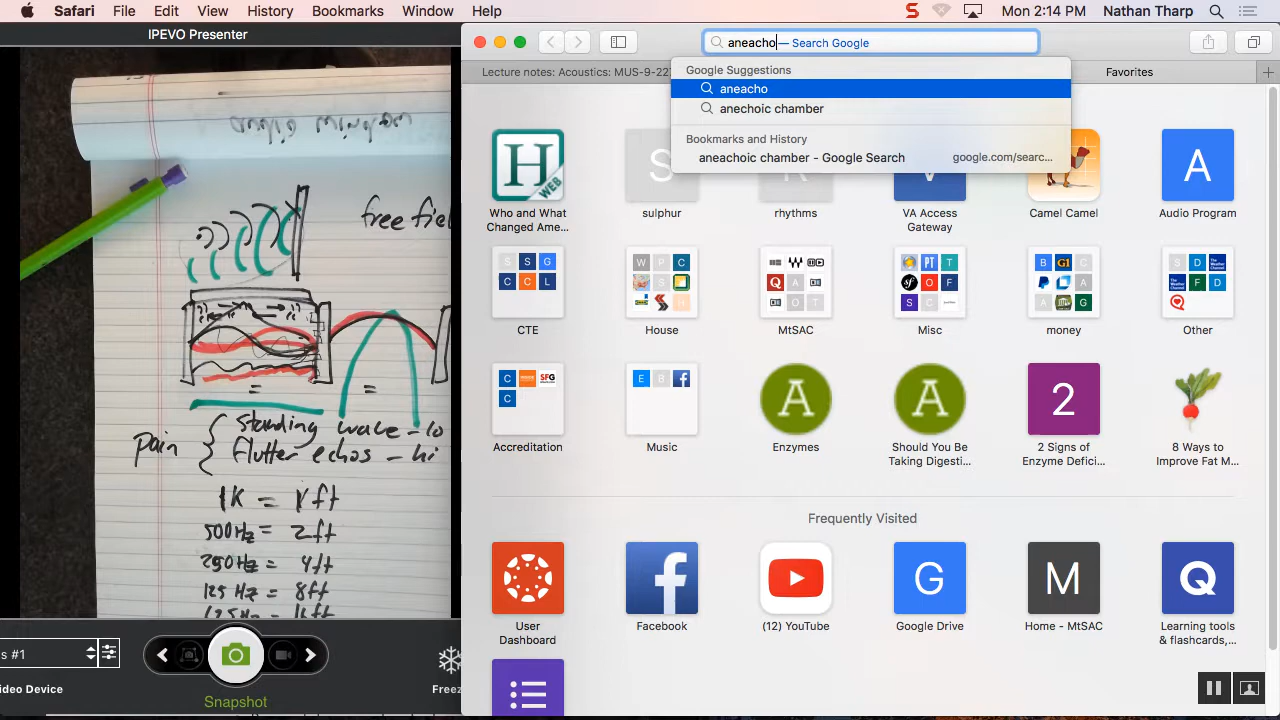 Safari File Edit View History Bookmarks Window Help
Mon 2:14 PM Nathan Tharp
IPEVO Presenter
aneacho — Search Google
Lecture notes: Acoustics: MUS-9-22
Favorites
Google Suggestions
aneacho
anechoic chamber
Bookmarks and History
aneachoic chamber - Google Search google.com/searc...
Who and What Changed Ame...
sulphur
rhythms
VA Access Gateway
Camel Camel
Audio Program
CTE
House
MtSAC
Misc
money
Other
Accreditation
Music
Enzymes
Should You Be Taking Digesti...
2 Signs of Enzyme Defici...
8 Ways to Improve Fat M...
Frequently Visited
User Dashboard
Facebook
(12) YouTube
Google Drive
Home - MtSAC
Learning tools & flashcards,...
free fiel
=
=
Pain { standing wave - lo
flutter echos - hi
1K = 1ft
500Hz = 2ft
250Hz = 4ft
125 Hz = 8ft
s #1
ideo Device
Snapshot
Freez